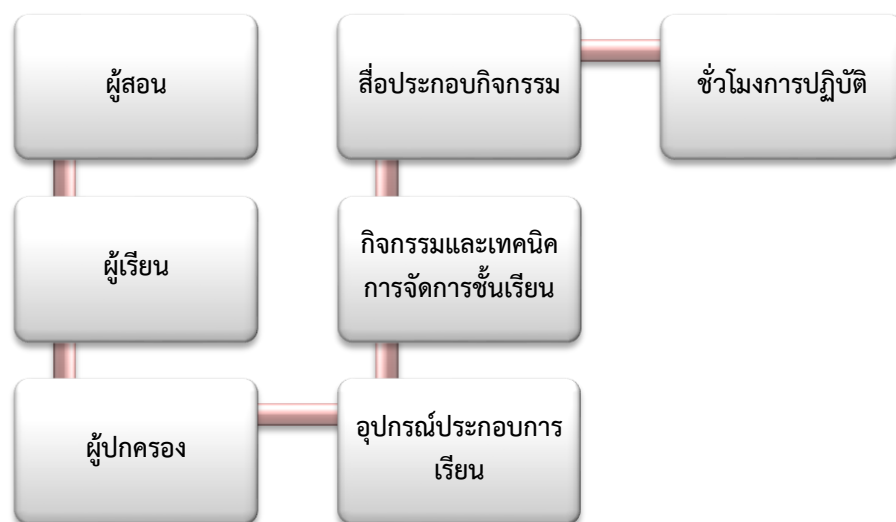 ผู้สอน
ผู้เรียน
ผู้ปกครอง
อุปกรณ์ประกอบการ
เรียน
กิจกรรมและเทคนิค
การจัดการชั้นเรียน
สื่อประกอบกิจกรรม
ชั่วโมงการปฏิบัติ